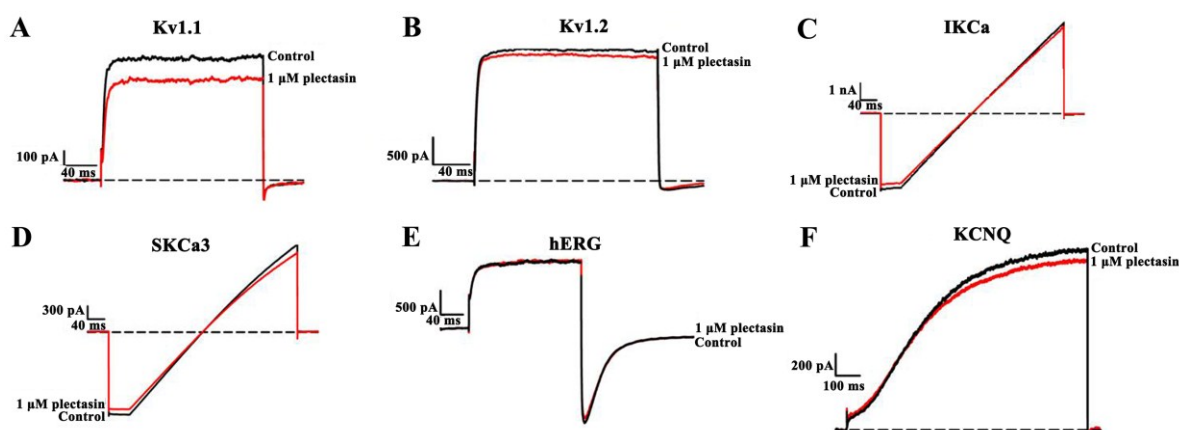 A
Kv1.1
Control
1 μM plectasin
100 pA
40 ms
B
Kv1.2
Control
1 μM plectasin
500 pA
40 ms
C
IKCa
1 nA
40 ms
1 μM plectasin
Control
D
SKCa3
300 pA
40 ms
1 μM plectasin
Control
E
hERG
500 pA
40 ms
1 μM plectasin
Control
F
KCNQ
Control
1 μM plectasin
200 pA
100 ms